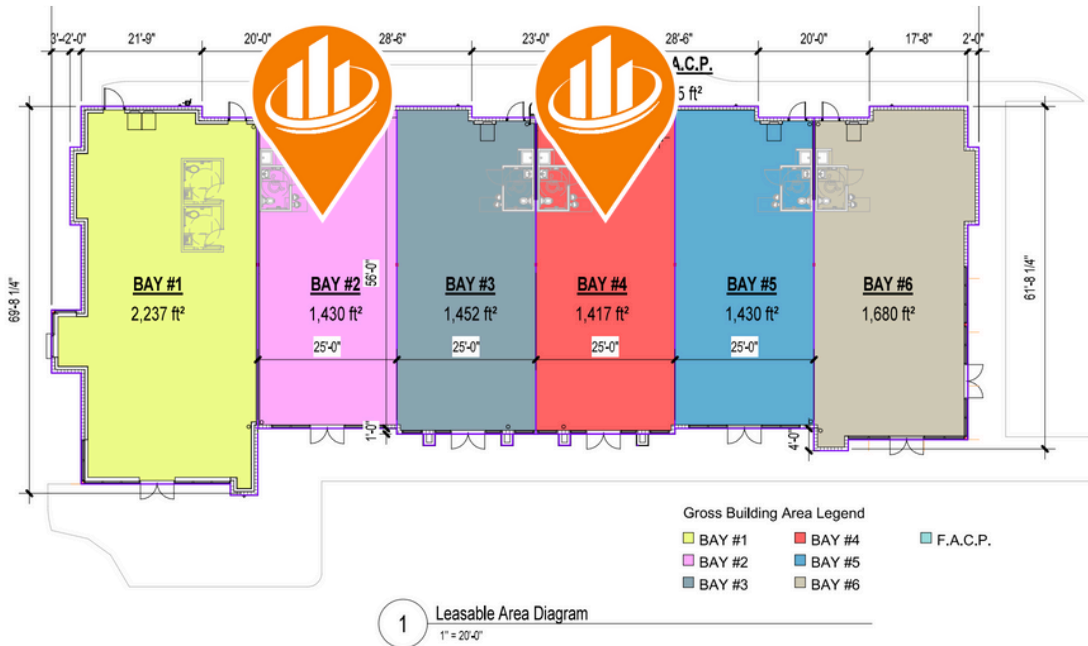 3'-2'-0" 21'-9" 20'-0" 28'-6" 23'-0" 28'-6" 20'-0" 17'-8" 2'-0"
.A.C.P.
5 ft²
69'-8 1/4"
56'-0"
61'-8 1/4"
BAY #1
2,237 ft²
BAY #2
1,430 ft²
BAY #3
1,452 ft²
BAY #4
1,417 ft²
BAY #5
1,430 ft²
BAY #6
1,680 ft²
25'-0" 25'-0" 25'-0" 25'-0"
1'-0"
4'-0"
Gross Building Area Legend
BAY #1 BAY #4 F.A.C.P.
BAY #2 BAY #5
BAY #3 BAY #6
1 Leasable Area Diagram
1" = 20'-0"